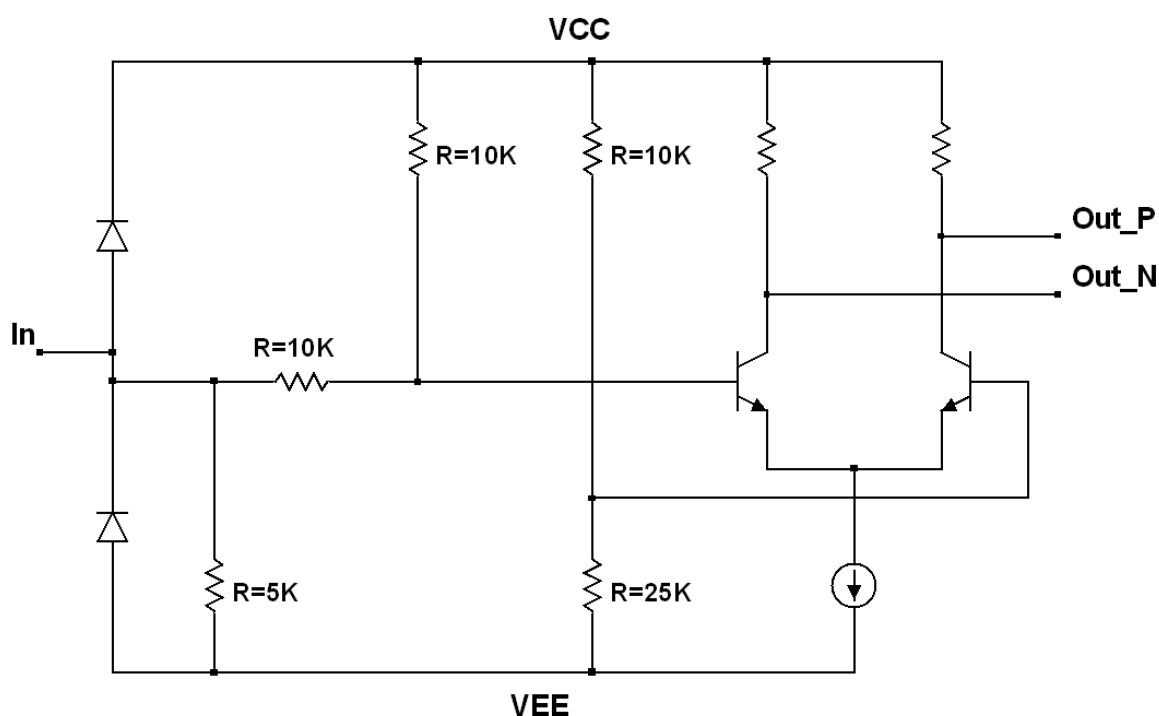 VCC
R=10K
R=10K
Out_P
Out_N
In
R=10K
R=5K
R=25K
VEE